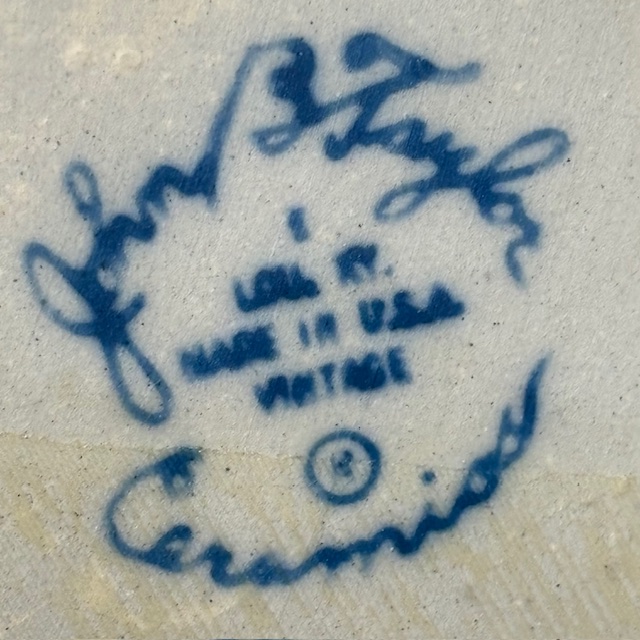 John B Taylor
LOU. KY.
MADE IN U.S.A
VINTAGE
Ceramics